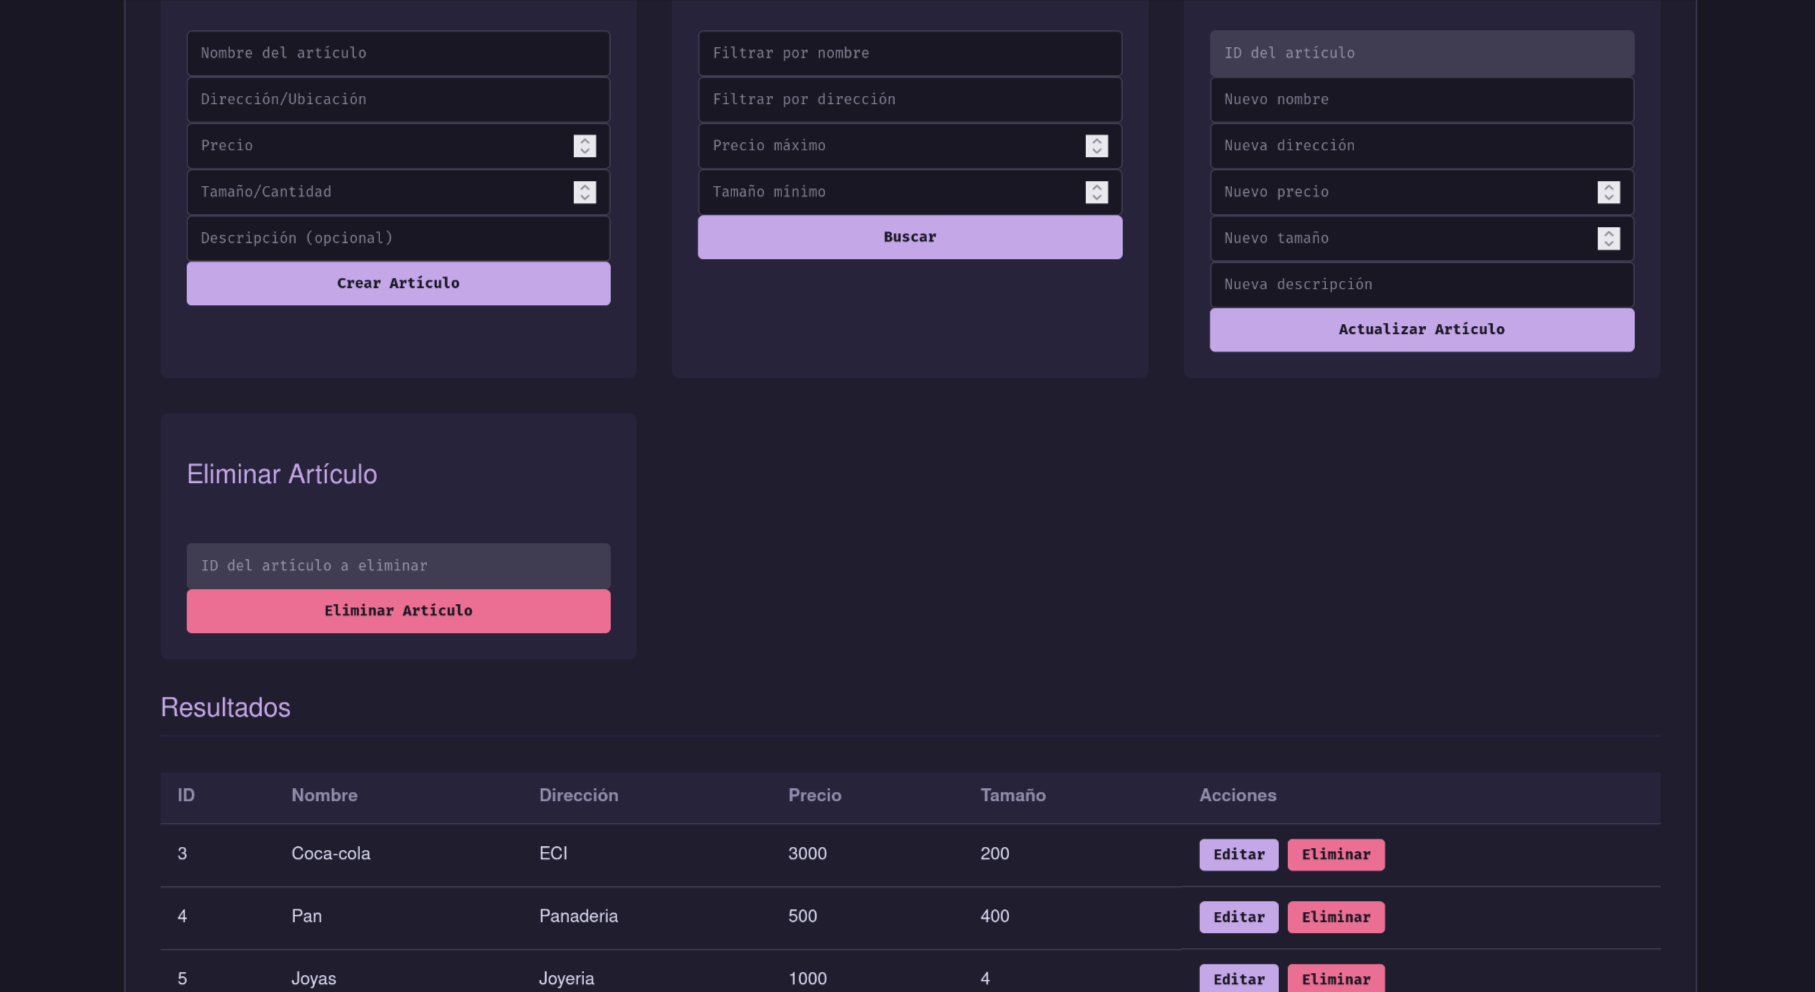 Nombre del artículo
Dirección/Ubicación
Precio
Tamaño/Cantidad
Descripción (opcional)
Crear Artículo
Filtrar por nombre
Filtrar por dirección
Precio máximo
Tamaño mínimo
Buscar
ID del artículo
Nuevo nombre
Nueva dirección
Nuevo precio
Nuevo tamaño
Nueva descripción
Actualizar Artículo
Eliminar Artículo
ID del artículo a eliminar
Eliminar Artículo
Resultados
ID Nombre Dirección Precio Tamaño Acciones
3 Coca-cola ECI 3000 200 Editar Eliminar
4 Pan Panaderia 500 400 Editar Eliminar
5 Joyas Joyeria 1000 4 Editar Eliminar